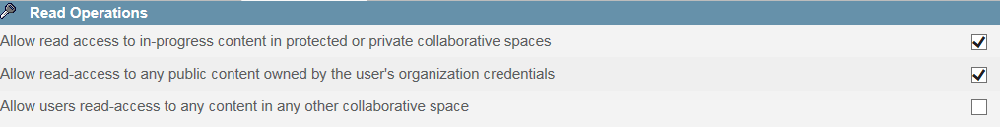 Read Operations
Allow read access to in-progress content in protected or private collaborative spaces
Allow read-access to any public content owned by the user's organization credentials
Allow users read-access to any content in any other collaborative space